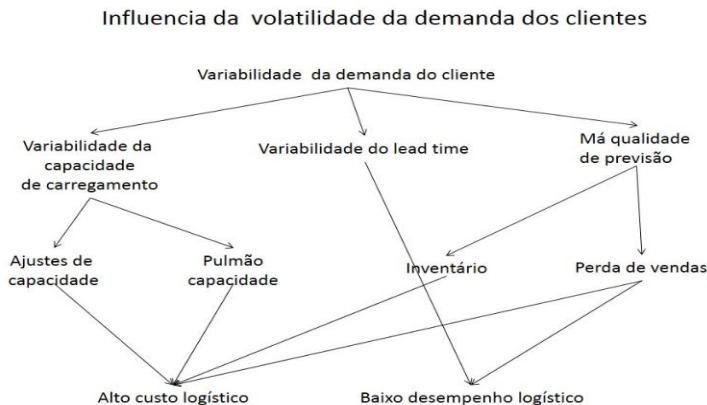 Influencia da volatilidade da demanda dos clientes
Variabilidade da demanda do cliente
Variabilidade da
capacidade
de carregamento
Variabilidade do lead time
Má qualidade
de previsão
Ajustes de
capacidade
Pulmão
capacidade
Inventário
Perda de vendas
Alto custo logístico
Baixo desempenho logístico